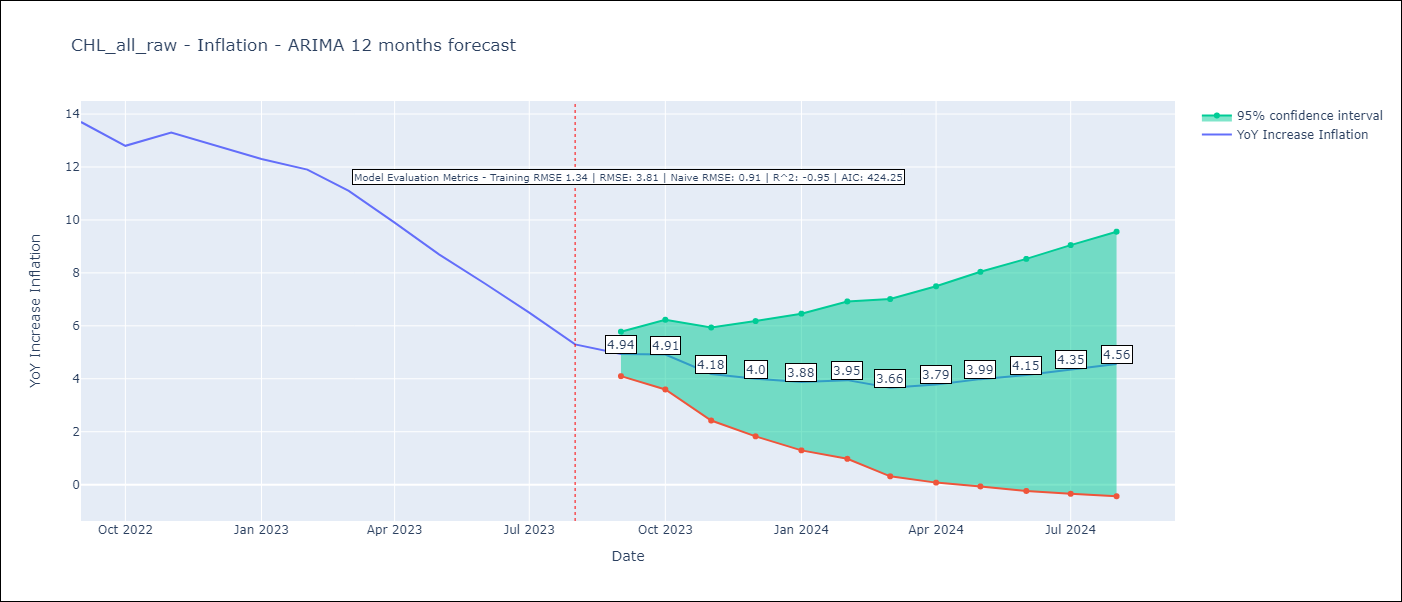 CHL_all_raw - Inflation - ARIMA 12 months forecast
95% confidence interval
YoY Increase Inflation
Model Evaluation Metrics - Training RMSE 1.34 | RMSE: 3.81 | Naive RMSE: 0.91 | R^2: -0.95 | AIC: 424.25
YoY Increase Inflation
14
12
10
8
6
4
2
0
4.94
4.91
4.18
4.0
3.88
3.95
3.66
3.79
3.99
4.15
4.35
4.56
Oct 2022
Jan 2023
Apr 2023
Jul 2023
Oct 2023
Jan 2024
Apr 2024
Jul 2024
Date